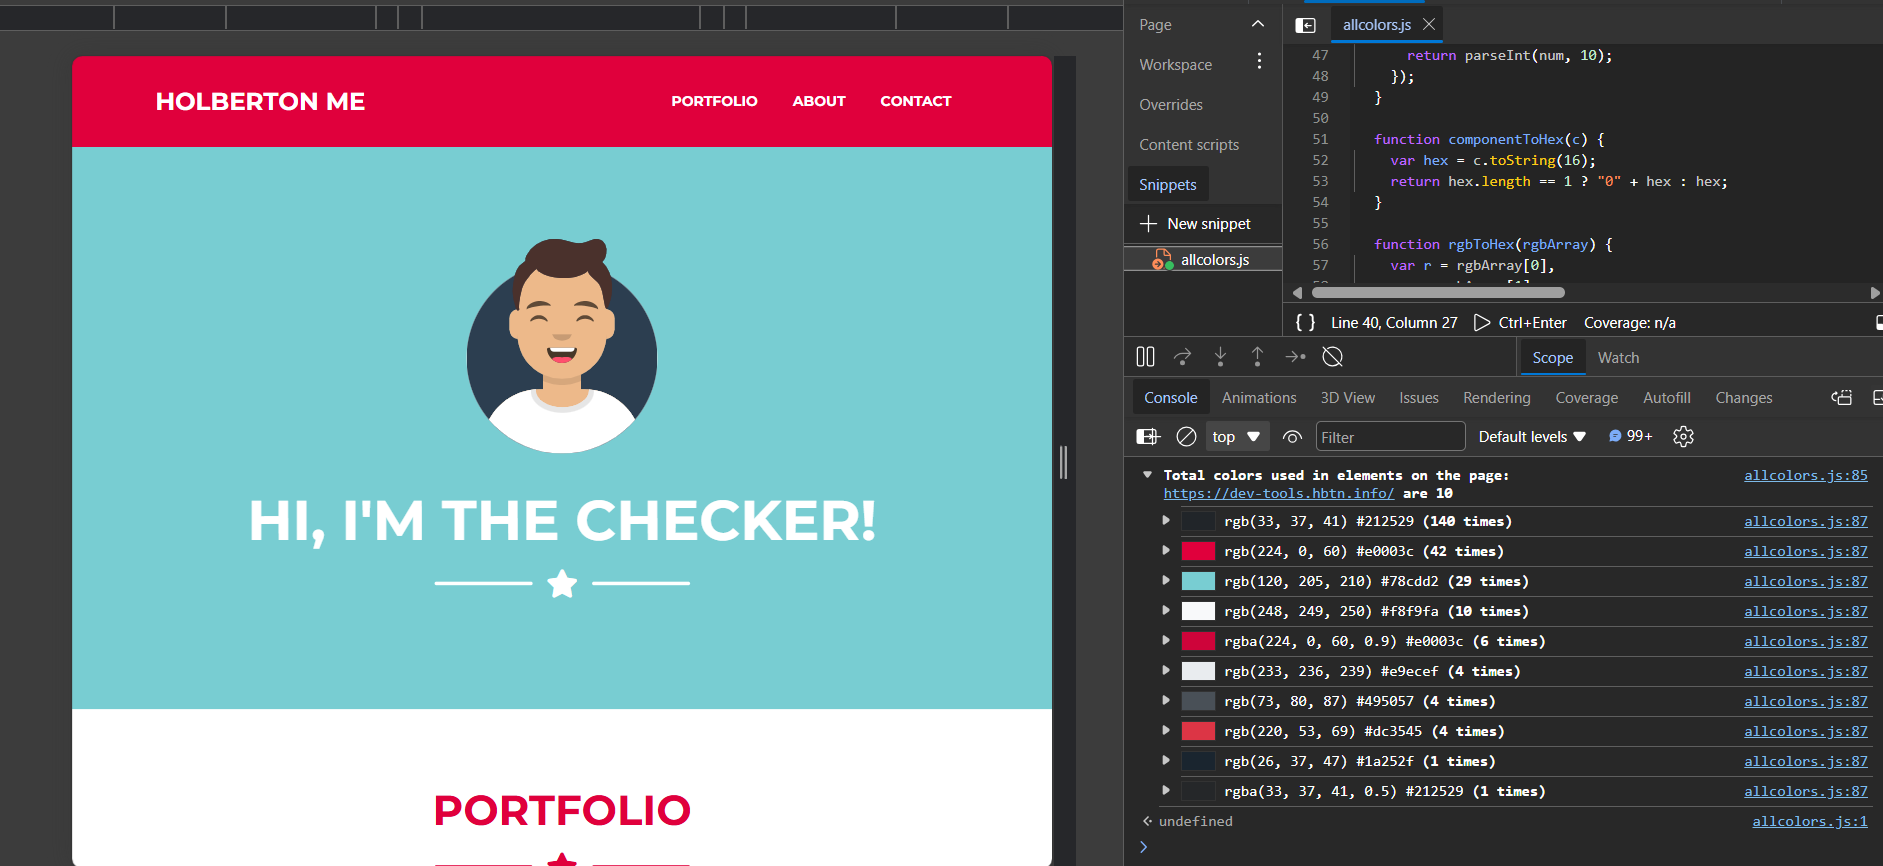 HOLBERTON ME
PORTFOLIO ABOUT CONTACT
HI, I'M THE CHECKER!
PORTFOLIO
Page
Workspace
Overrides
Content scripts
Snippets
New snippet
allcolors.js
allcolors.js
47 return parseInt(num, 10);
48 });
49 }
50
51 function componentToHex(c) {
52 var hex = c.toString(16);
53 return hex.length == 1 ? "0" + hex : hex;
54 }
55
56 function rgbToHex(rgbArray) {
57 var r = rgbArray[0],
{ } Line 40, Column 27 Ctrl+Enter Coverage: n/a
Scope Watch
Console Animations 3D View Issues Rendering Coverage Autofill Changes
top Filter Default levels 99+
Total colors used in elements on the page: allcolors.js:85
https://dev-tools.hbtn.info/ are 10
rgb(33, 37, 41) #212529 (140 times) allcolors.js:87
rgb(224, 0, 60) #e0003c (42 times) allcolors.js:87
rgb(120, 205, 210) #78cdd2 (29 times) allcolors.js:87
rgb(248, 249, 250) #f8f9fa (10 times) allcolors.js:87
rgba(224, 0, 60, 0.9) #e0003c (6 times) allcolors.js:87
rgb(233, 236, 239) #e9ecef (4 times) allcolors.js:87
rgb(73, 80, 87) #495057 (4 times) allcolors.js:87
rgb(220, 53, 69) #dc3545 (4 times) allcolors.js:87
rgb(26, 37, 47) #1a252f (1 times) allcolors.js:87
rgba(33, 37, 41, 0.5) #212529 (1 times) allcolors.js:87
undefined allcolors.js:1